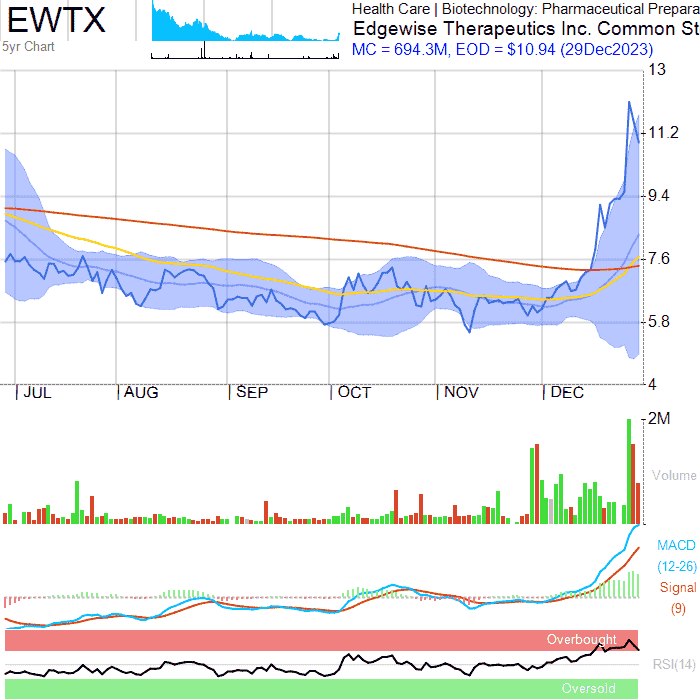 EWTX
5yr Chart
Health Care | Biotechnology: Pharmaceutical Prepara
Edgewise Therapeutics Inc. Common St
MC = 694.3M, EOD = $10.94 (29Dec2023)
13
11.2
9.4
7.6
5.8
4
JUL AUG SEP OCT NOV DEC
2M
Volume
MACD
(12-26)
Signal
(9)
Overbought
RSI(14)
Oversold